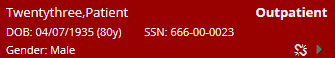 Twentythree,Patient Outpatient
DOB: 04/07/1935 (80y) SSN: 666-00-0023
Gender: Male